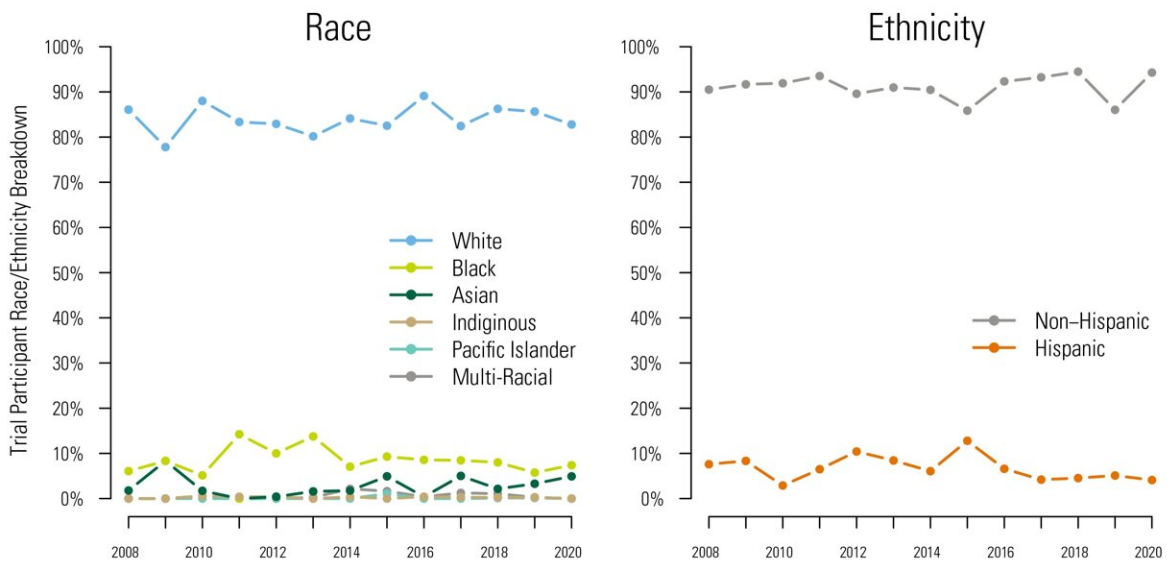 Race
Trial Participant Race/Ethnicity Breakdown
100%
90%
80%
70%
60%
50%
40%
30%
20%
10%
0%
White
Black
Asian
Indiginous
Pacific Islander
Multi-Racial
2008 2010 2012 2014 2016 2018 2020
Ethnicity
100%
90%
80%
70%
60%
50%
40%
30%
20%
10%
0%
Non–Hispanic
Hispanic
2008 2010 2012 2014 2016 2018 2020